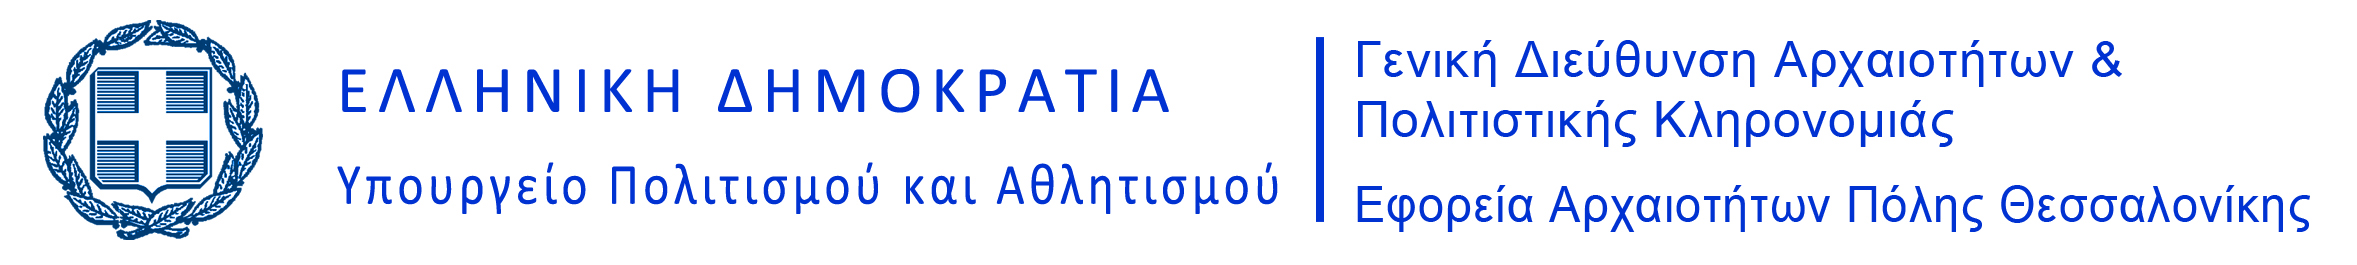 ΕΛΛΗΝΙΚΗ ΔΗΜΟΚΡΑΤΙΑ
Υπουργείο Πολιτισμού και Αθλητισμού
Γενική Διεύθυνση Αρχαιοτήτων &
Πολιτιστικής Κληρονομιάς
Εφορεία Αρχαιοτήτων Πόλης Θεσσαλονίκης